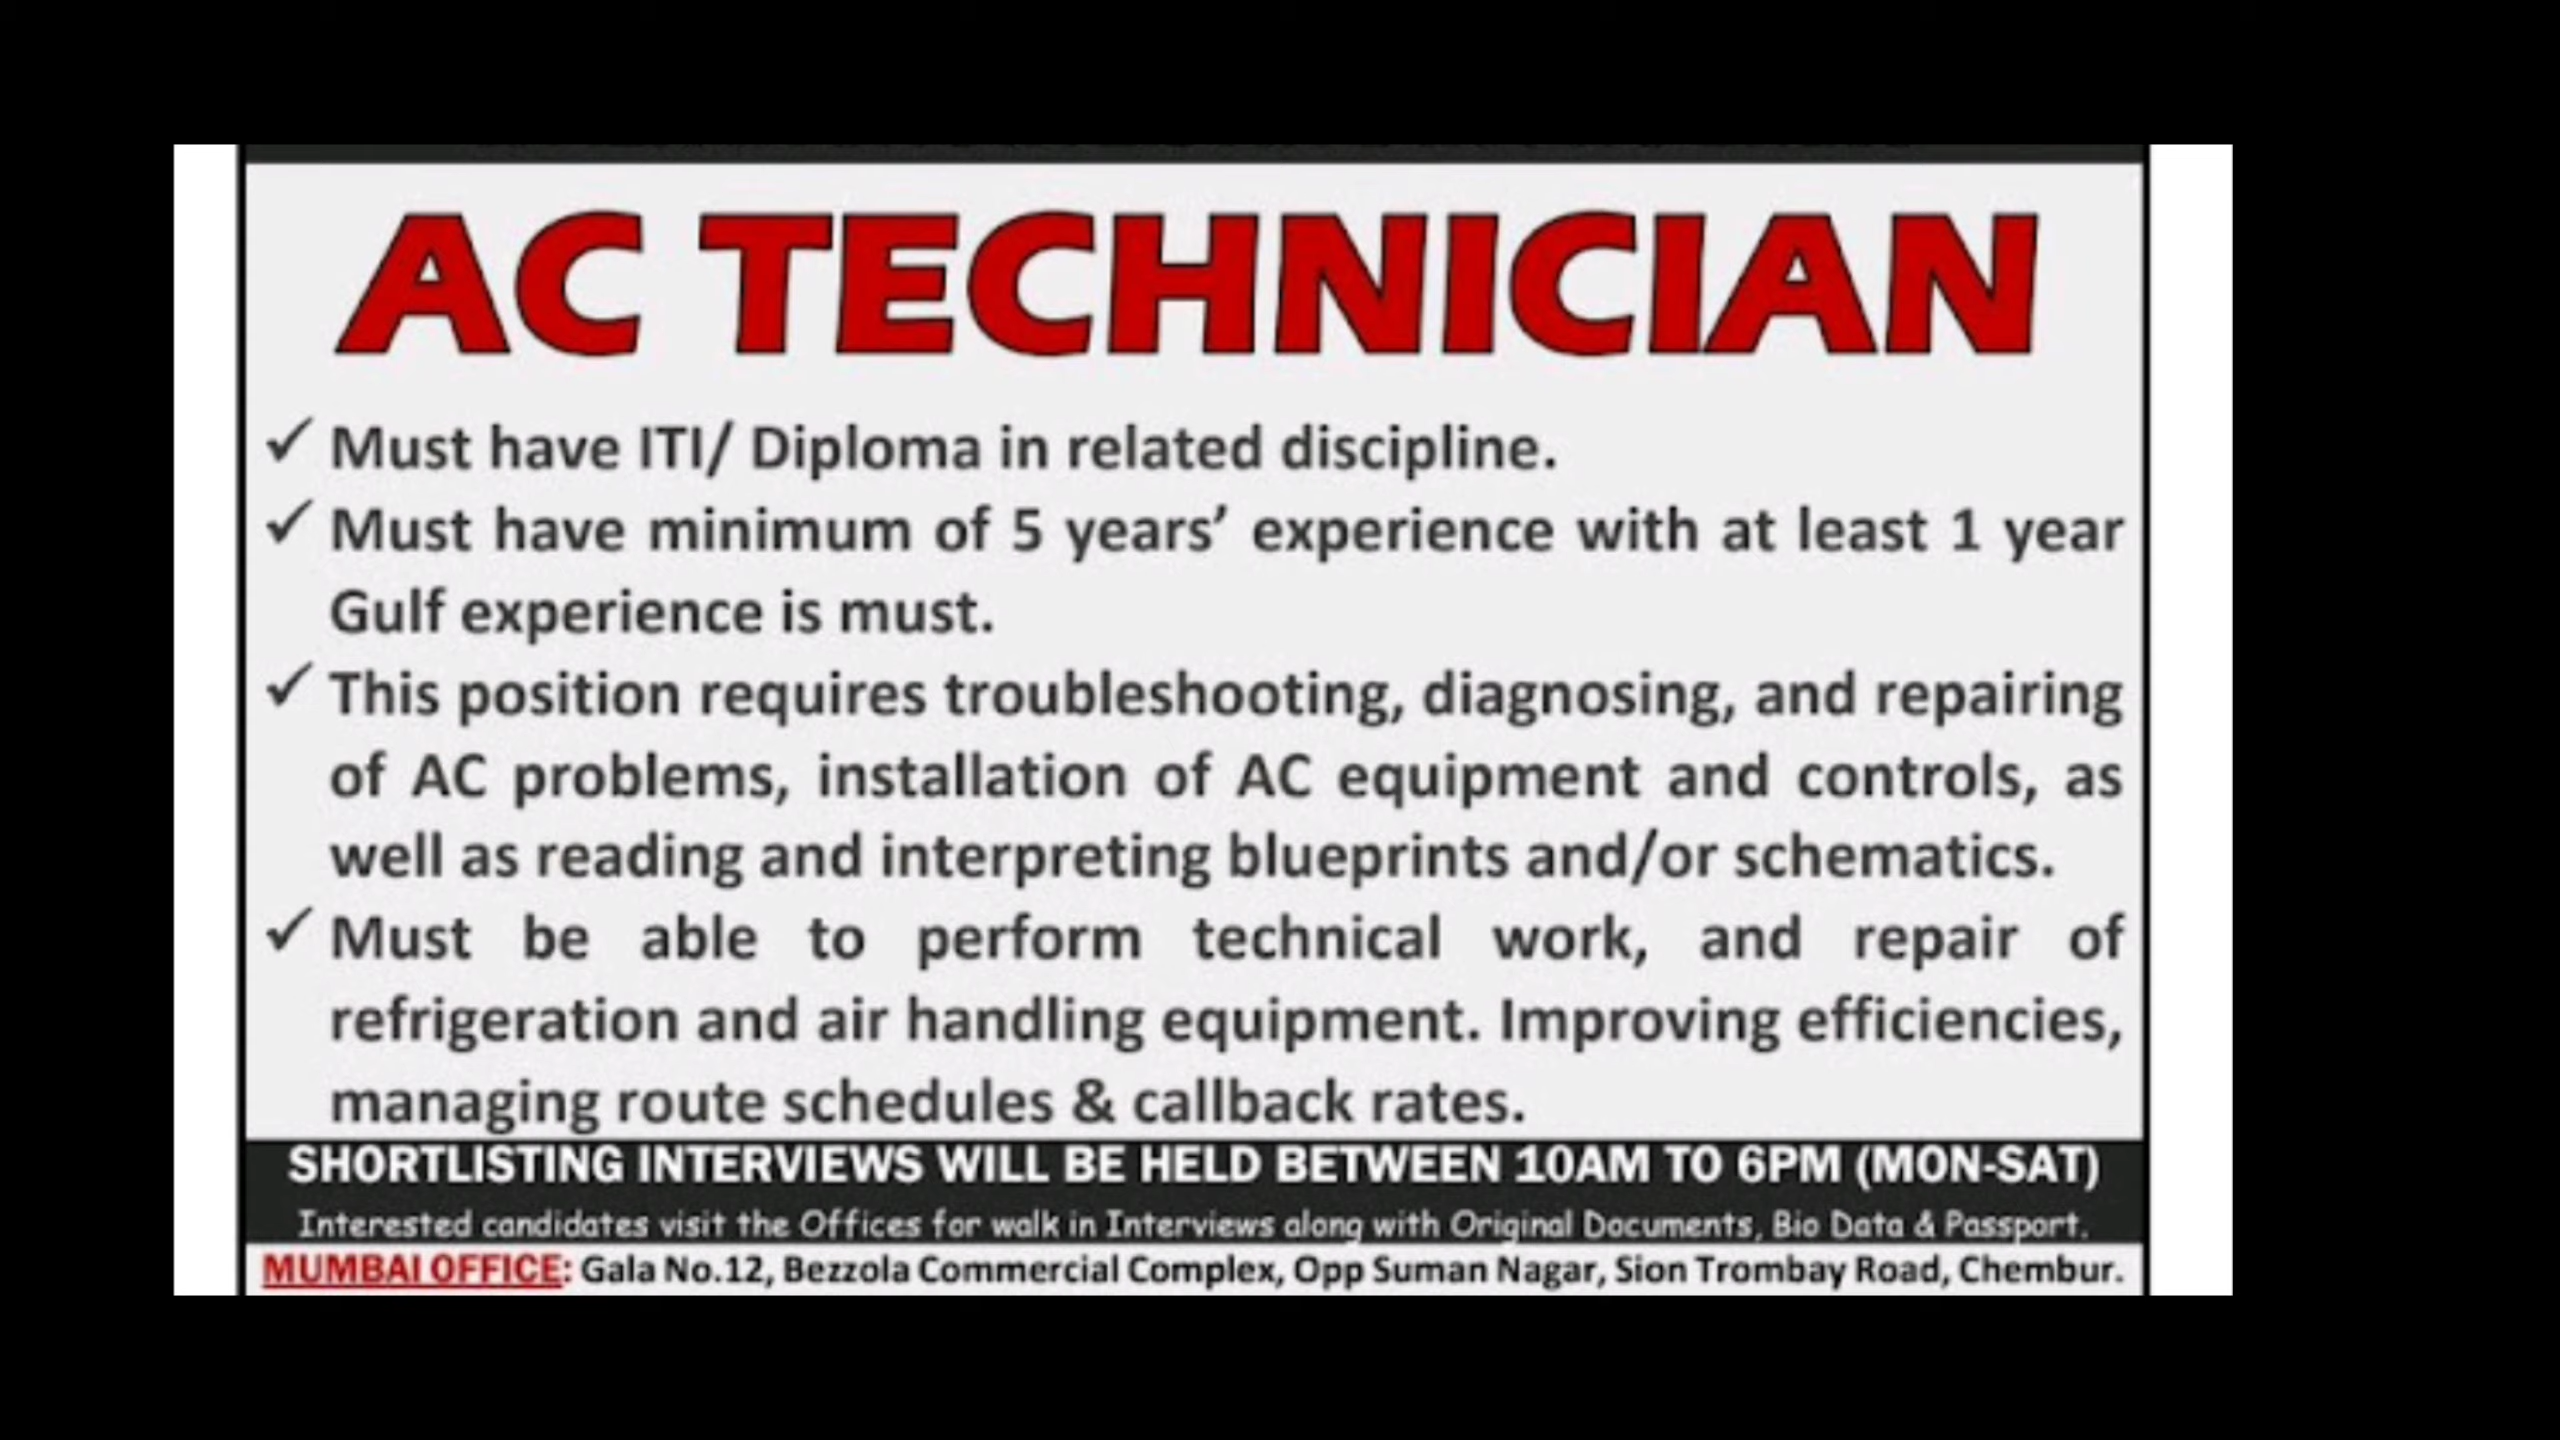 AC TECHNICIAN
✓ Must have ITI/ Diploma in related discipline.
✓ Must have minimum of 5 years’ experience with at least 1 year
Gulf experience is must.
✓ This position requires troubleshooting, diagnosing, and repairing
of AC problems, installation of AC equipment and controls, as
well as reading and interpreting blueprints and/or schematics.
✓ Must be able to perform technical work, and repair of
refrigeration and air handling equipment. Improving efficiencies,
managing route schedules & callback rates.
SHORTLISTING INTERVIEWS WILL BE HELD BETWEEN 10AM TO 6PM (MON-SAT)
Interested candidates visit the Offices for walk in Interviews along with Original Documents, Bio Data & Passport.
MUMBAI OFFICE: Gala No.12, Bezzola Commercial Complex, Opp Suman Nagar, Sion Trombay Road, Chembur.